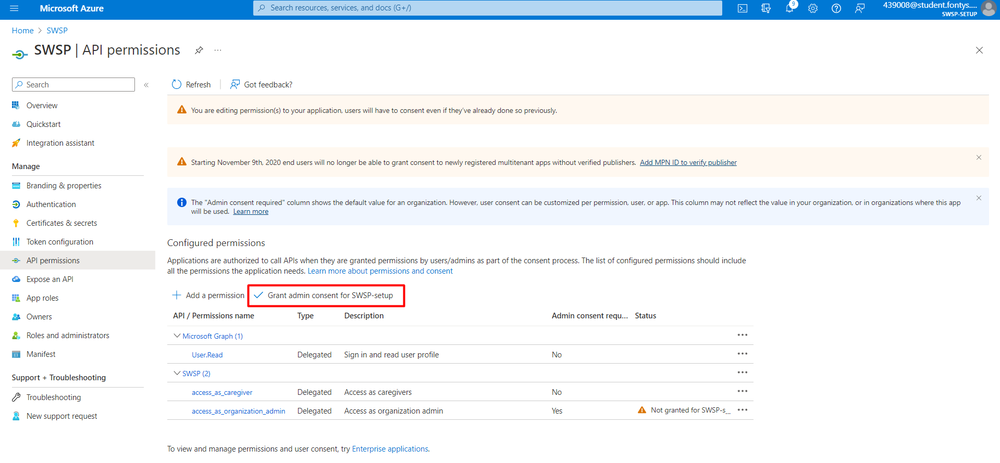 Microsoft Azure
Search resources, services, and docs (G+/)
9
439008@student.fontys....
SWSP-SETUP
Home > SWSP
SWSP | API permissions
...
Search
«
Overview
Quickstart
Integration assistant
Manage
Branding & properties
Authentication
Certificates & secrets
Token configuration
API permissions
Expose an API
App roles
Owners
Roles and administrators
Manifest
Support + Troubleshooting
Troubleshooting
New support request
Refresh
Got feedback?
You are editing permission(s) to your application, users will have to consent even if they've already done so previously.
Starting November 9th, 2020 end users will no longer be able to grant consent to newly registered multitenant apps without verified publishers. Add MPN ID to verify publisher
The "Admin consent required" column shows the default value for an organization. However, user consent can be customized per permission, user, or app. This column may not reflect the value in your organization, or in organizations where this app
will be used. Learn more
Configured permissions
Applications are authorized to call APIs when they are granted permissions by users/admins as part of the consent process. The list of configured permissions should include
all the permissions the application needs. Learn more about permissions and consent
Add a permission
Grant admin consent for SWSP-setup
API / Permissions name Type Description Admin consent requ... Status
Microsoft Graph (1) ...
User.Read Delegated Sign in and read user profile No ...
SWSP (2) ...
access_as_caregiver Delegated Access as caregivers No ...
access_as_organization_admin Delegated Access as organization admin Yes Not granted for SWSP-s... ...
To view and manage permissions and user consent, try Enterprise applications.